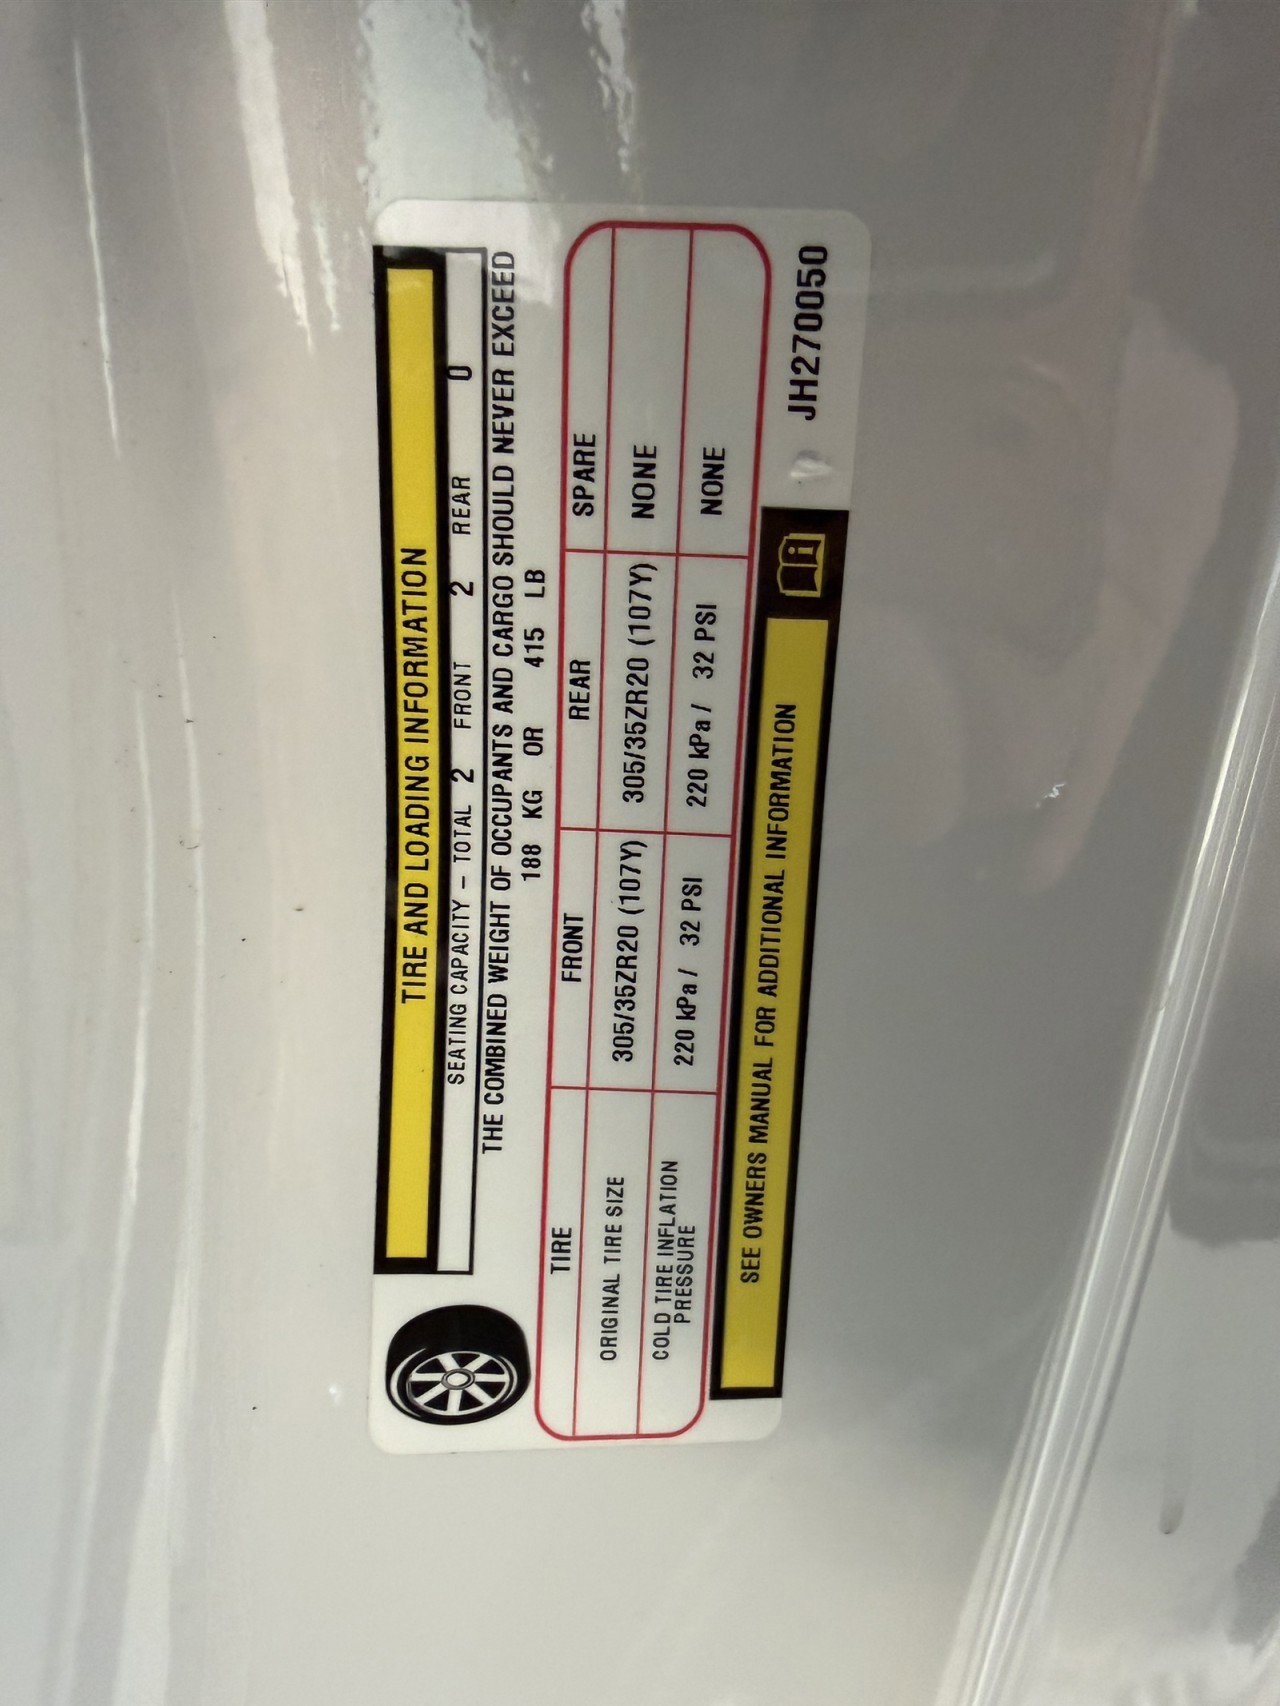 TIRE AND LOADING INFORMATION
SEATING CAPACITY – TOTAL 2 FRONT 2 REAR 0
THE COMBINED WEIGHT OF OCCUPANTS AND CARGO SHOULD NEVER EXCEED
188 KG OR 415 LB
TIRE FRONT REAR SPARE
ORIGINAL TIRE SIZE 305/35ZR20 (107Y) 305/35ZR20 (107Y) NONE
COLD TIRE INFLATION
PRESSURE 220 kPa / 32 PSI 220 kPa / 32 PSI NONE
SEE OWNERS MANUAL FOR ADDITIONAL INFORMATION
JH270050